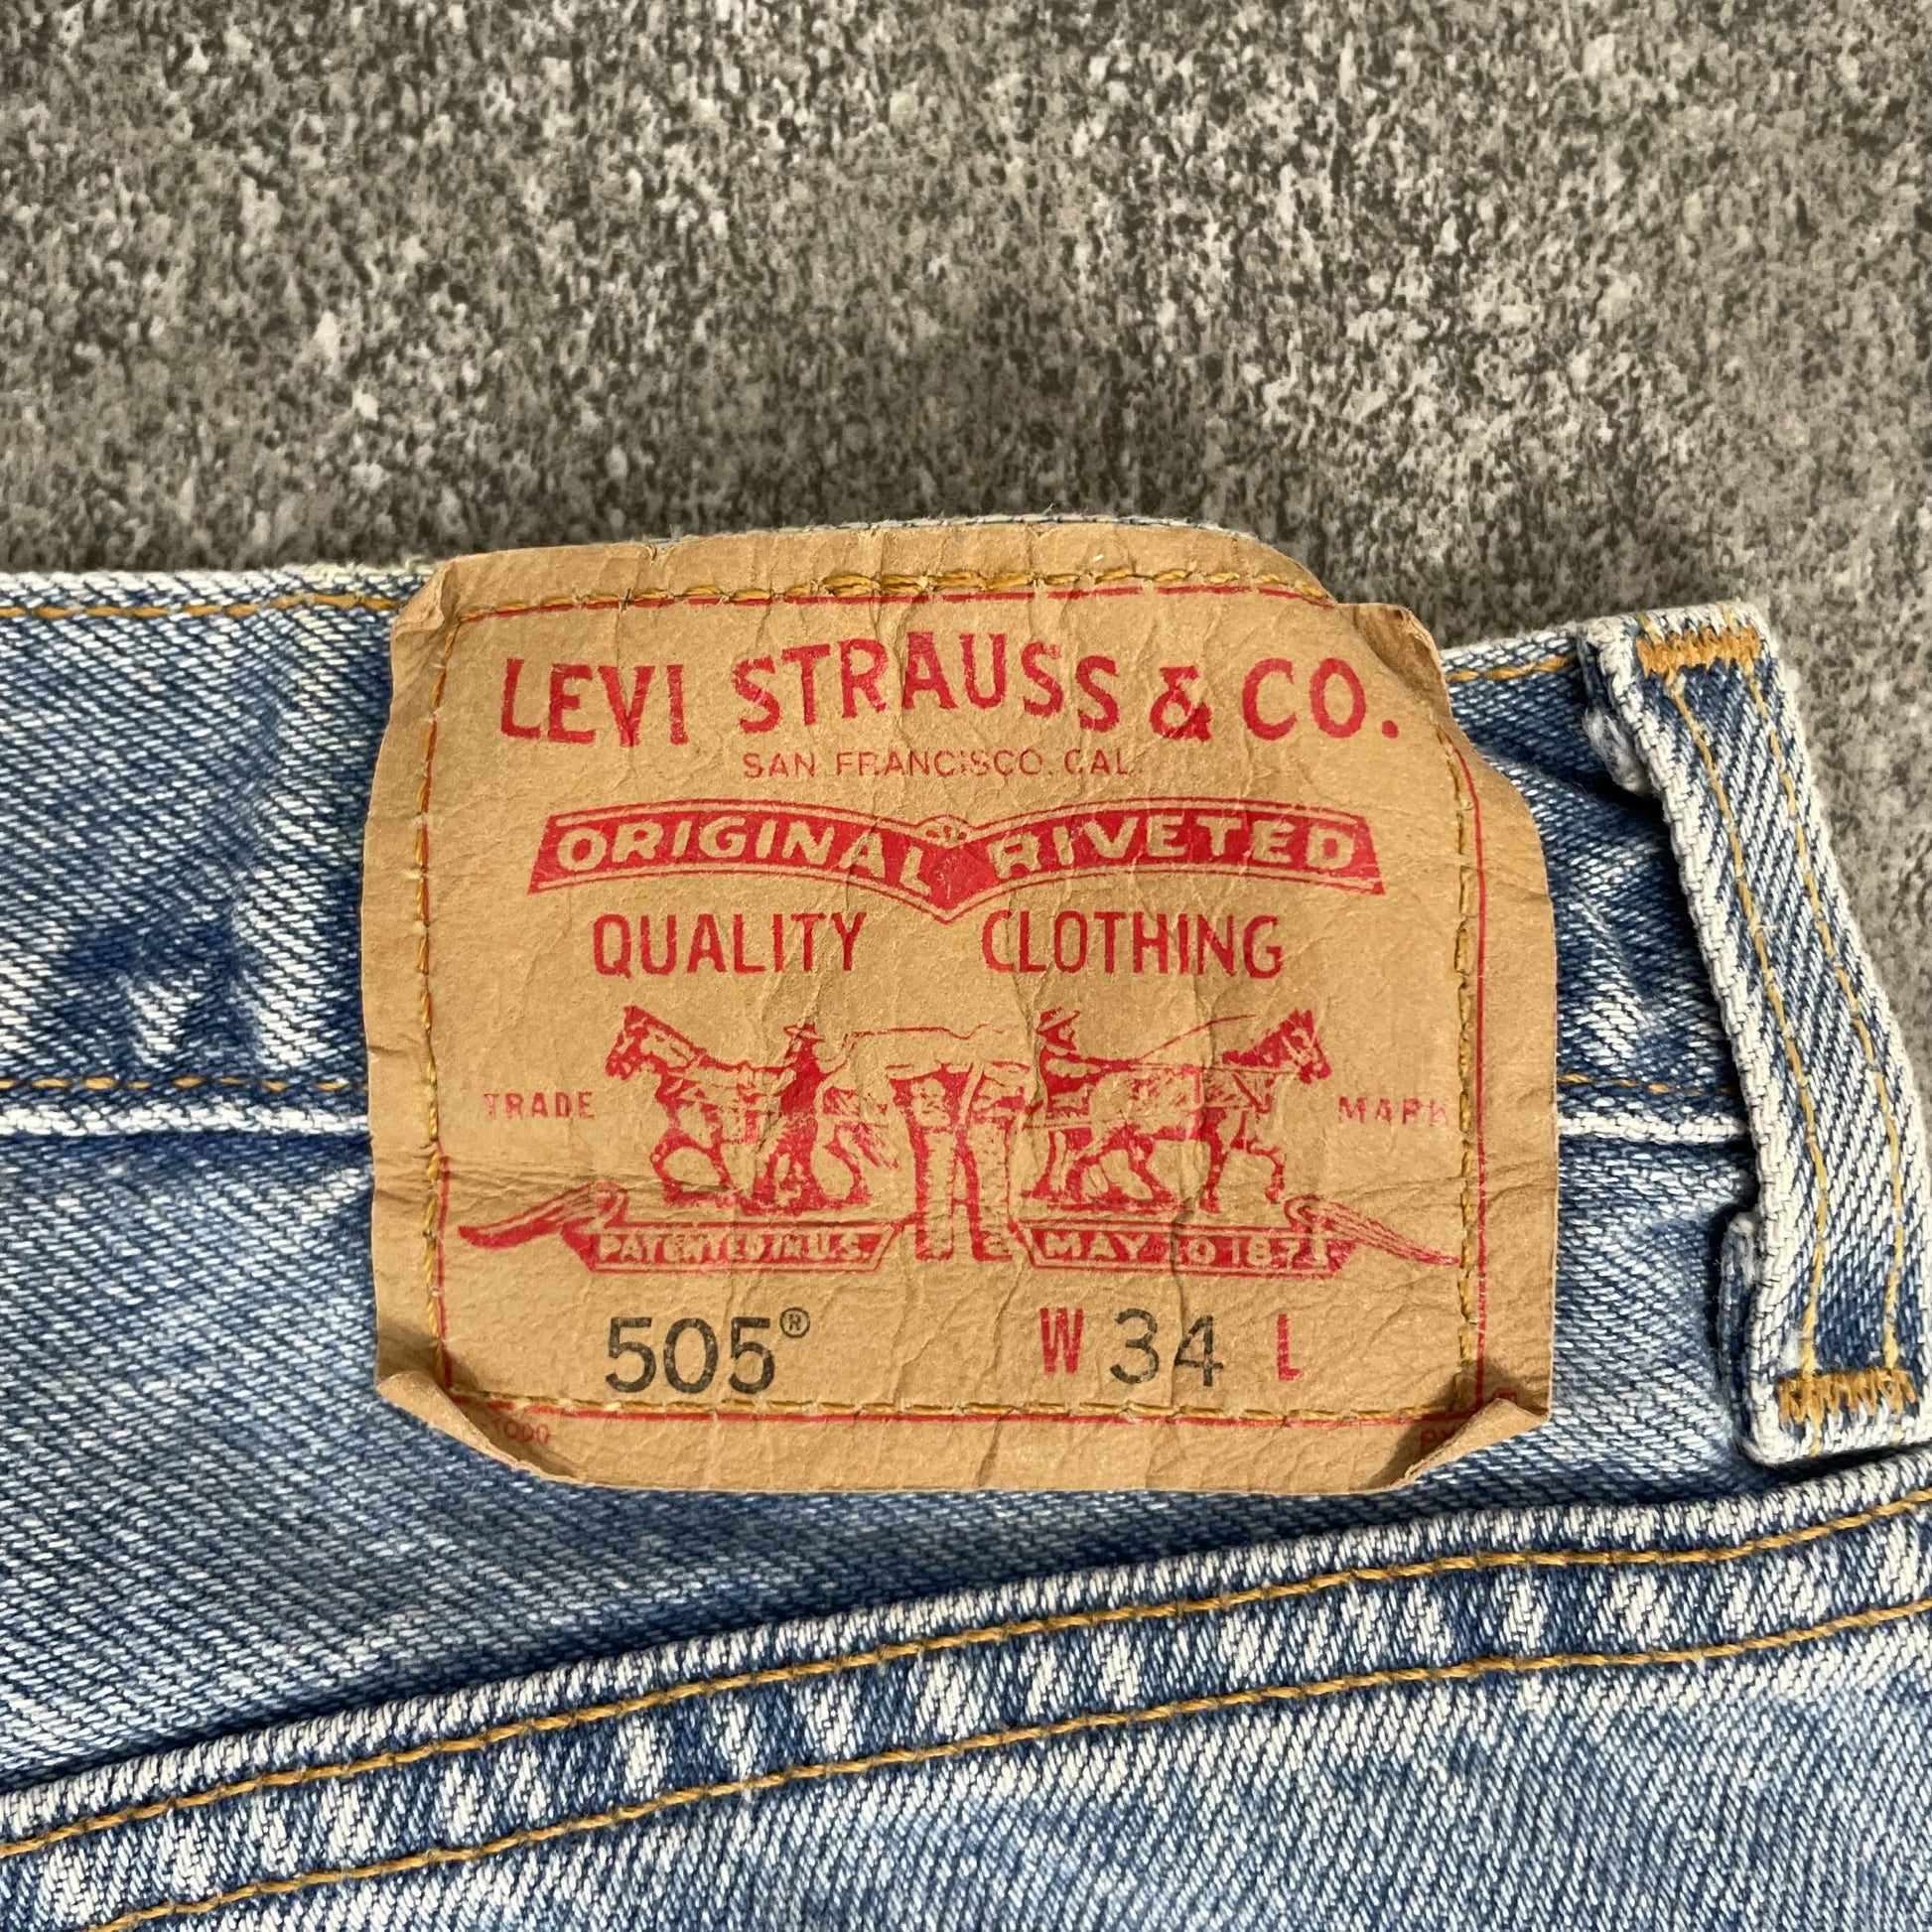 LEVI STRAUSS & CO.
SAN FRANCISCO, CAL.
ORIGINAL RIVETED
QUALITY CLOTHING
TRADE MARK
PATENTED IN U.S. MAY 20 1873
505® W 34 L